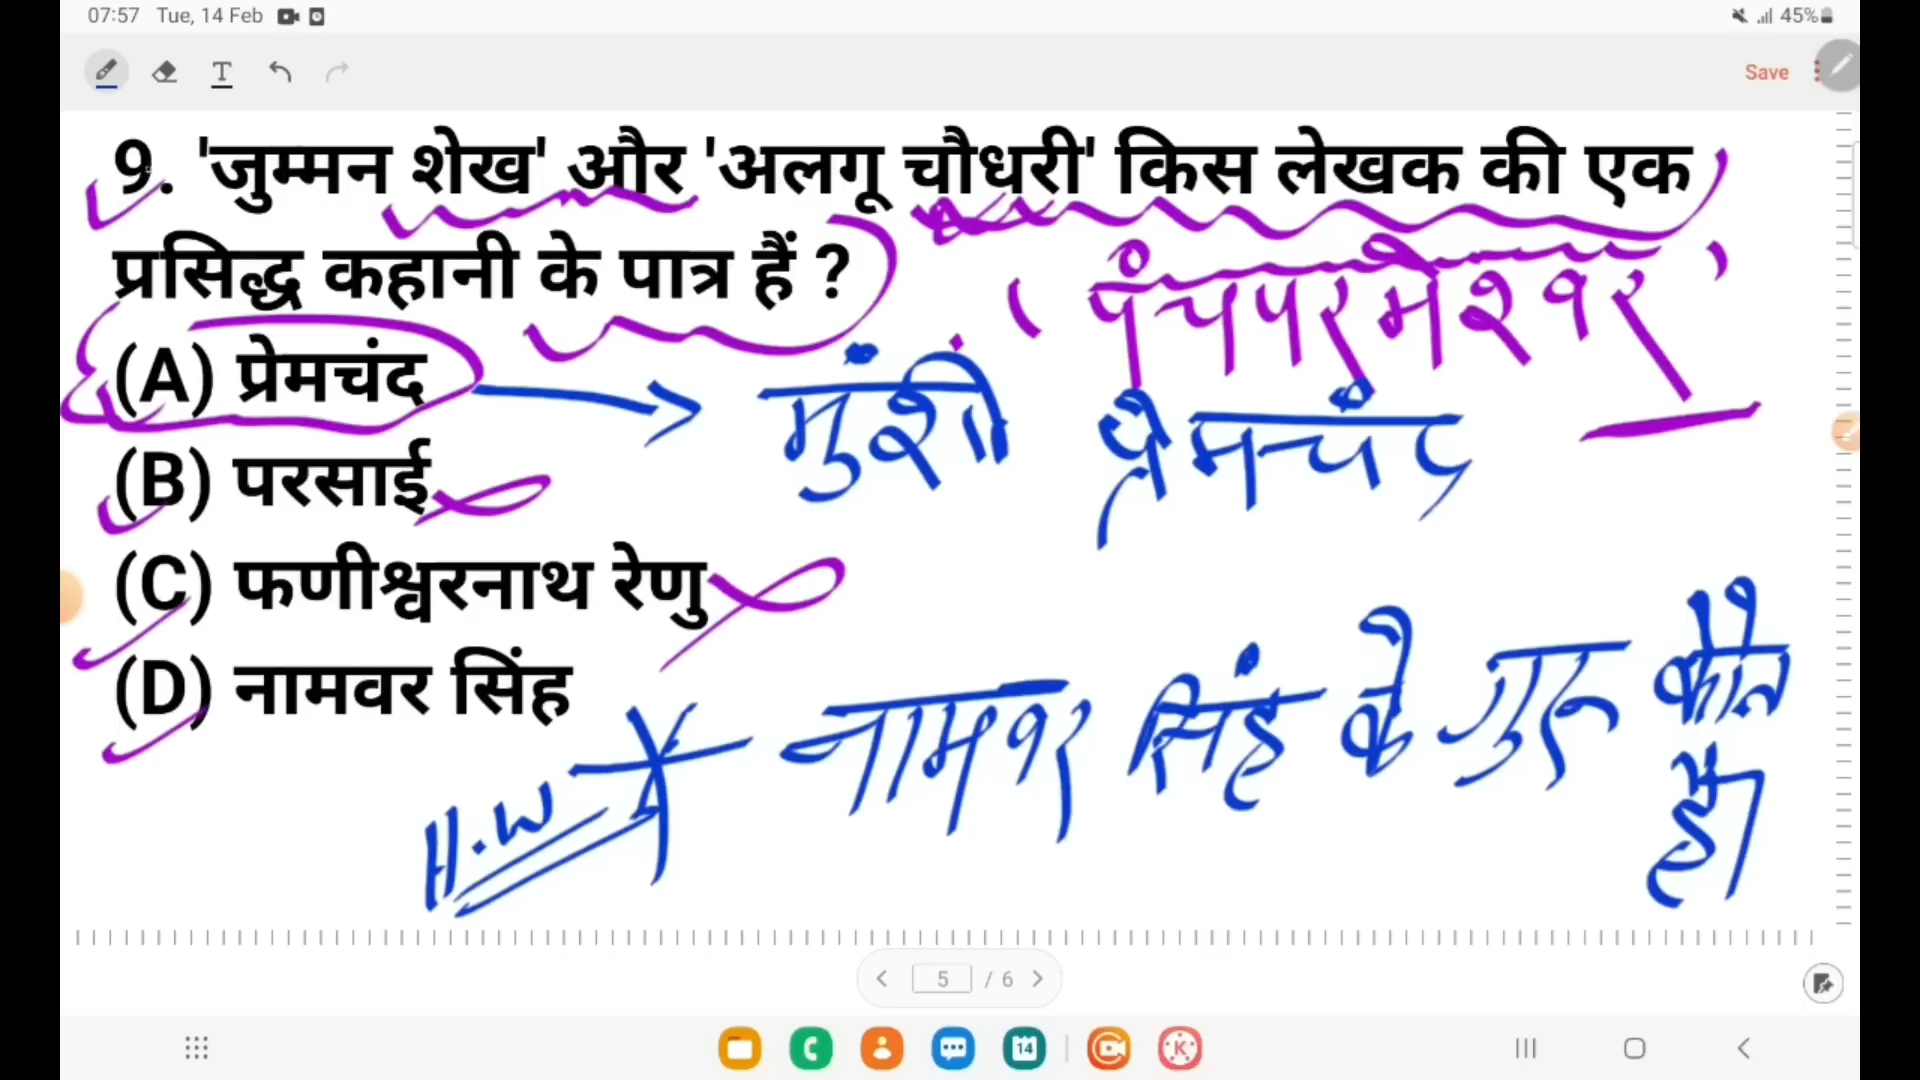 07:57 Tue, 14 Feb
45%
Save
9. 'जुम्मन शेख' और 'अलगू चौधरी' किस लेखक की एक
प्रसिद्ध कहानी के पात्र हैं ?
' पंचपरमेश्वर '
(A) प्रेमचंद
मुंशी प्रेमचंद
(B) परसाई
(C) फणीश्वरनाथ रेणु
(D) नामवर सिंह
H.W नामवर सिंह के गुरु कौन
है।
5 / 6
14
K